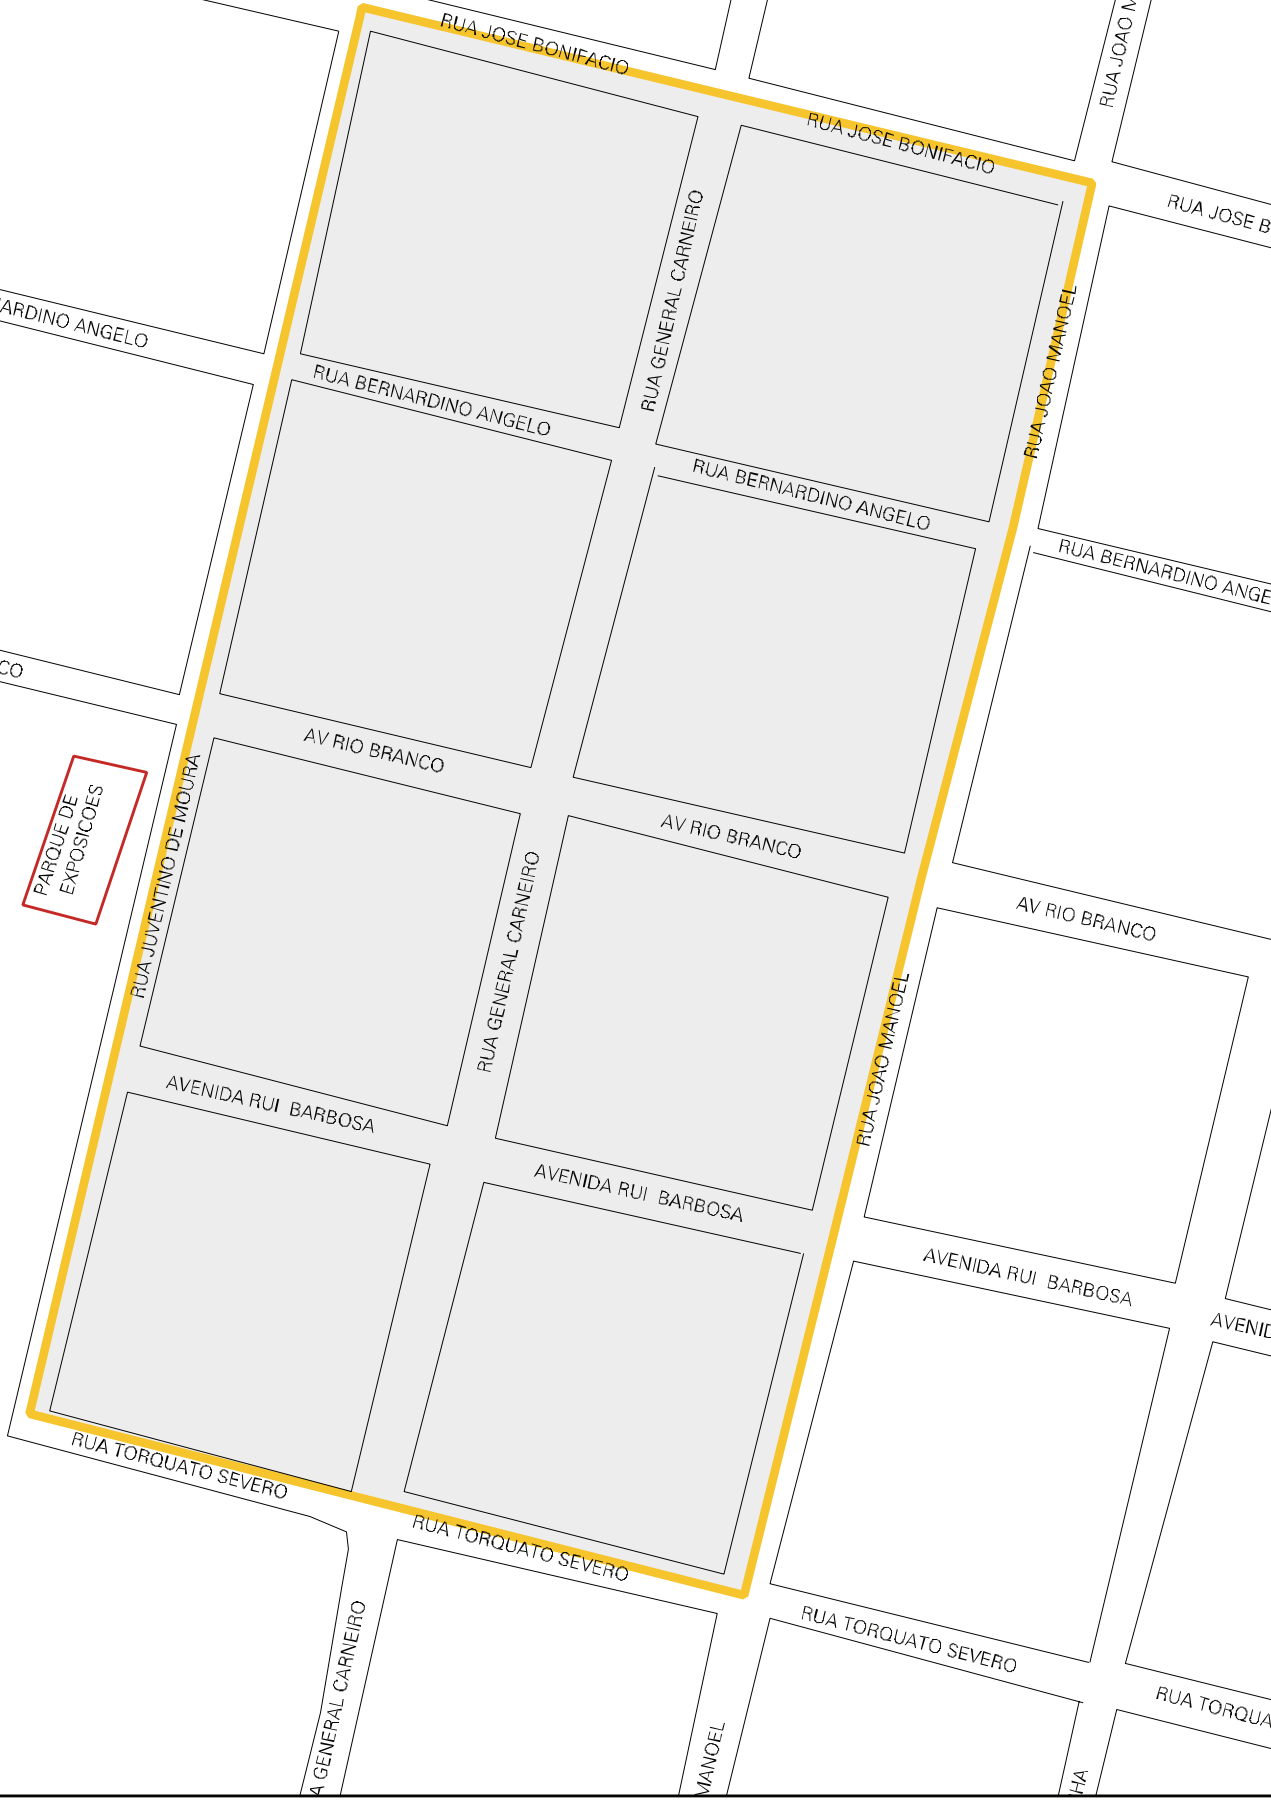 RUA JOSE BONIFACIO
RUA JOAO M
RUA JOSE BONIFACIO
RUA JOSE B
RUA GENERAL CARNEIRO
RUA JOAO MANOEL
ARDINO ANGELO
RUA BERNARDINO ANGELO
RUA BERNARDINO ANGELO
RUA BERNARDINO ANGE
CO
AV RIO BRANCO
AV RIO BRANCO
AV RIO BRANCO
PARQUE DE
EXPOSICOES
RUA JUVENTINO DE MOURA
RUA GENERAL CARNEIRO
RUA JOAO MANOEL
AVENIDA RUI  BARBOSA
AVENIDA RUI  BARBOSA
AVENIDA RUI  BARBOSA
AVENID
RUA TORQUATO SEVERO
RUA TORQUATO SEVERO
RUA TORQUATO SEVERO
RUA TORQUA
A GENERAL CARNEIRO
MANOEL
HA